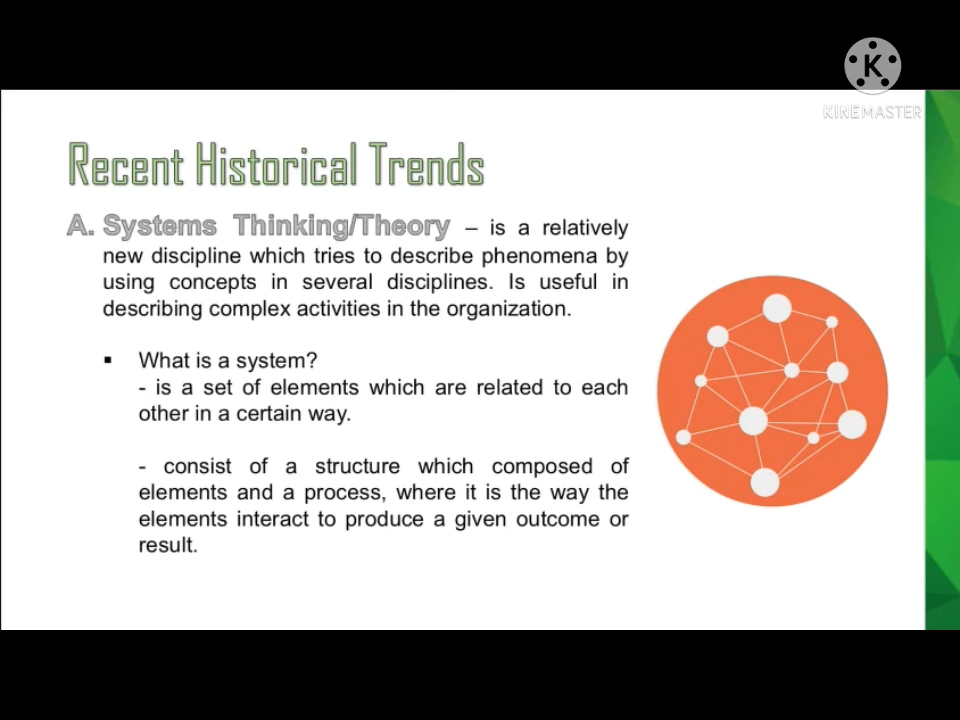 K
KINEMASTER
Recent Historical Trends
A. Systems Thinking/Theory – is a relatively
new discipline which tries to describe phenomena by
using concepts in several disciplines. Is useful in
describing complex activities in the organization.
▪ What is a system?
- is a set of elements which are related to each
other in a certain way.
- consist of a structure which composed of
elements and a process, where it is the way the
elements interact to produce a given outcome or
result.